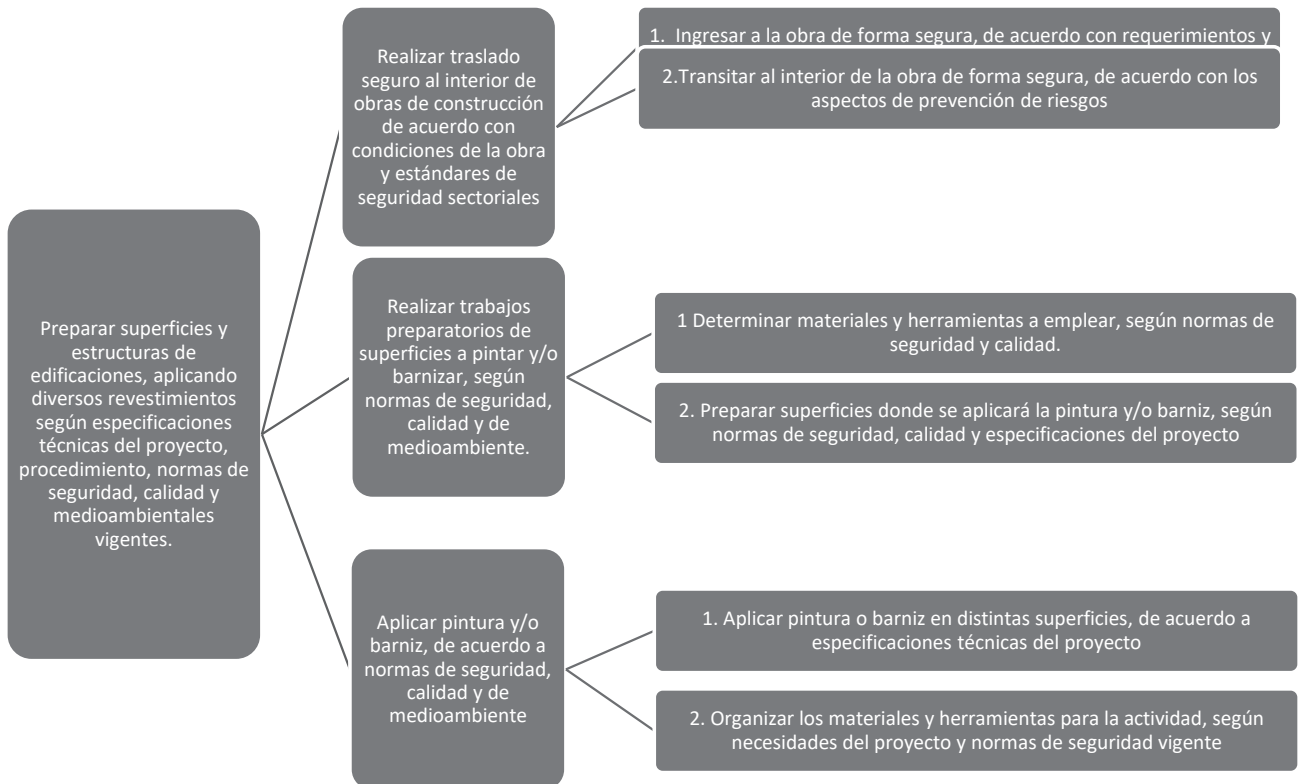 Preparar superficies y
estructuras de
edificaciones, aplicando
diversos revestimientos
según especificaciones
técnicas del proyecto,
procedimiento, normas de
seguridad, calidad y
medioambientales
vigentes.
Realizar traslado
seguro al interior de
obras de construcción
de acuerdo con
condiciones de la obra
y estándares de
seguridad sectoriales
1. Ingresar a la obra de forma segura, de acuerdo con requerimientos y
2.Transitar al interior de la obra de forma segura, de acuerdo con los
aspectos de prevención de riesgos
Realizar trabajos
preparatorios de
superficies a pintar y/o
barnizar, según
normas de seguridad,
calidad y de
medioambiente.
1 Determinar materiales y herramientas a emplear, según normas de
seguridad y calidad.
2. Preparar superficies donde se aplicará la pintura y/o barniz, según
normas de seguridad, calidad y especificaciones del proyecto
Aplicar pintura y/o
barniz, de acuerdo a
normas de seguridad,
calidad y de
medioambiente
1. Aplicar pintura o barniz en distintas superficies, de acuerdo a
especificaciones técnicas del proyecto
2. Organizar los materiales y herramientas para la actividad, según
necesidades del proyecto y normas de seguridad vigente